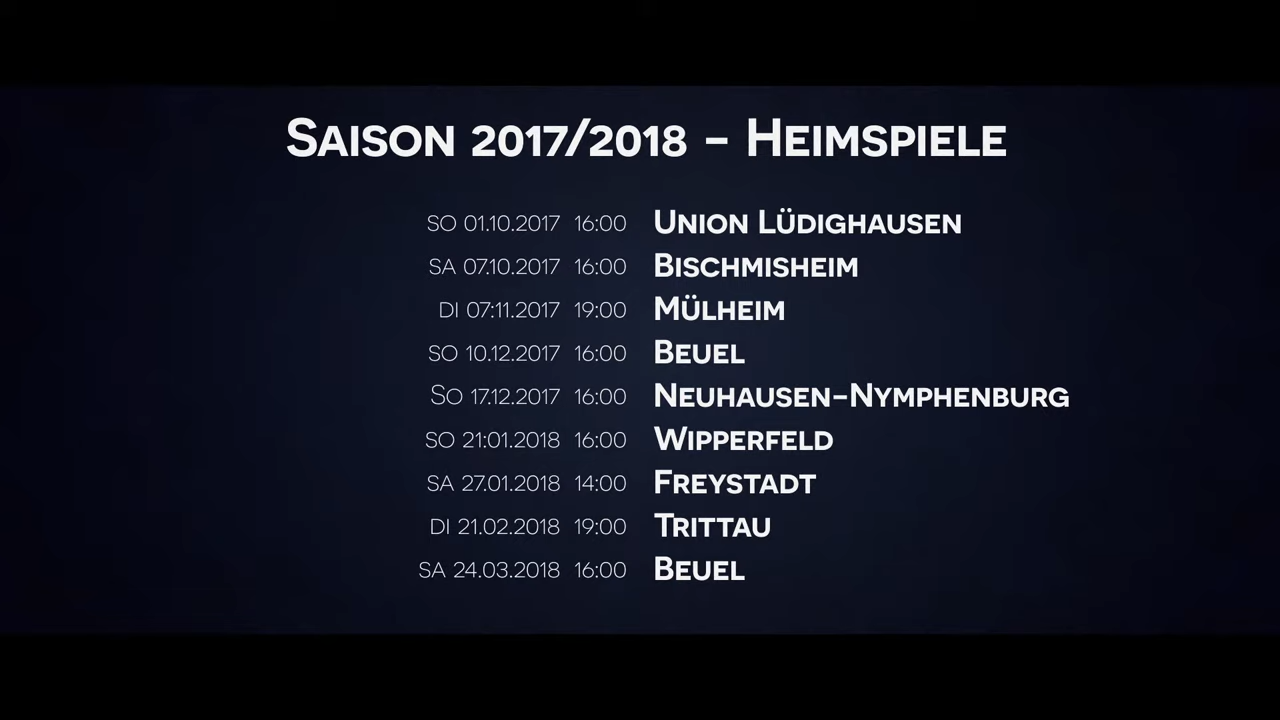 Saison 2017/2018 – Heimspiele
SO 01.10.2017 16:00 Union Lüdighausen
SA 07.10.2017 16:00 Bischmisheim
DI 07.11.2017 19:00 Mülheim
SO 10.12.2017 16:00 Beuel
So 17.12.2017 16:00 Neuhausen-Nymphenburg
SO 21.01.2018 16:00 Wipperfeld
SA 27.01.2018 14:00 Freystadt
DI 21.02.2018 19:00 Trittau
SA 24.03.2018 16:00 Beuel